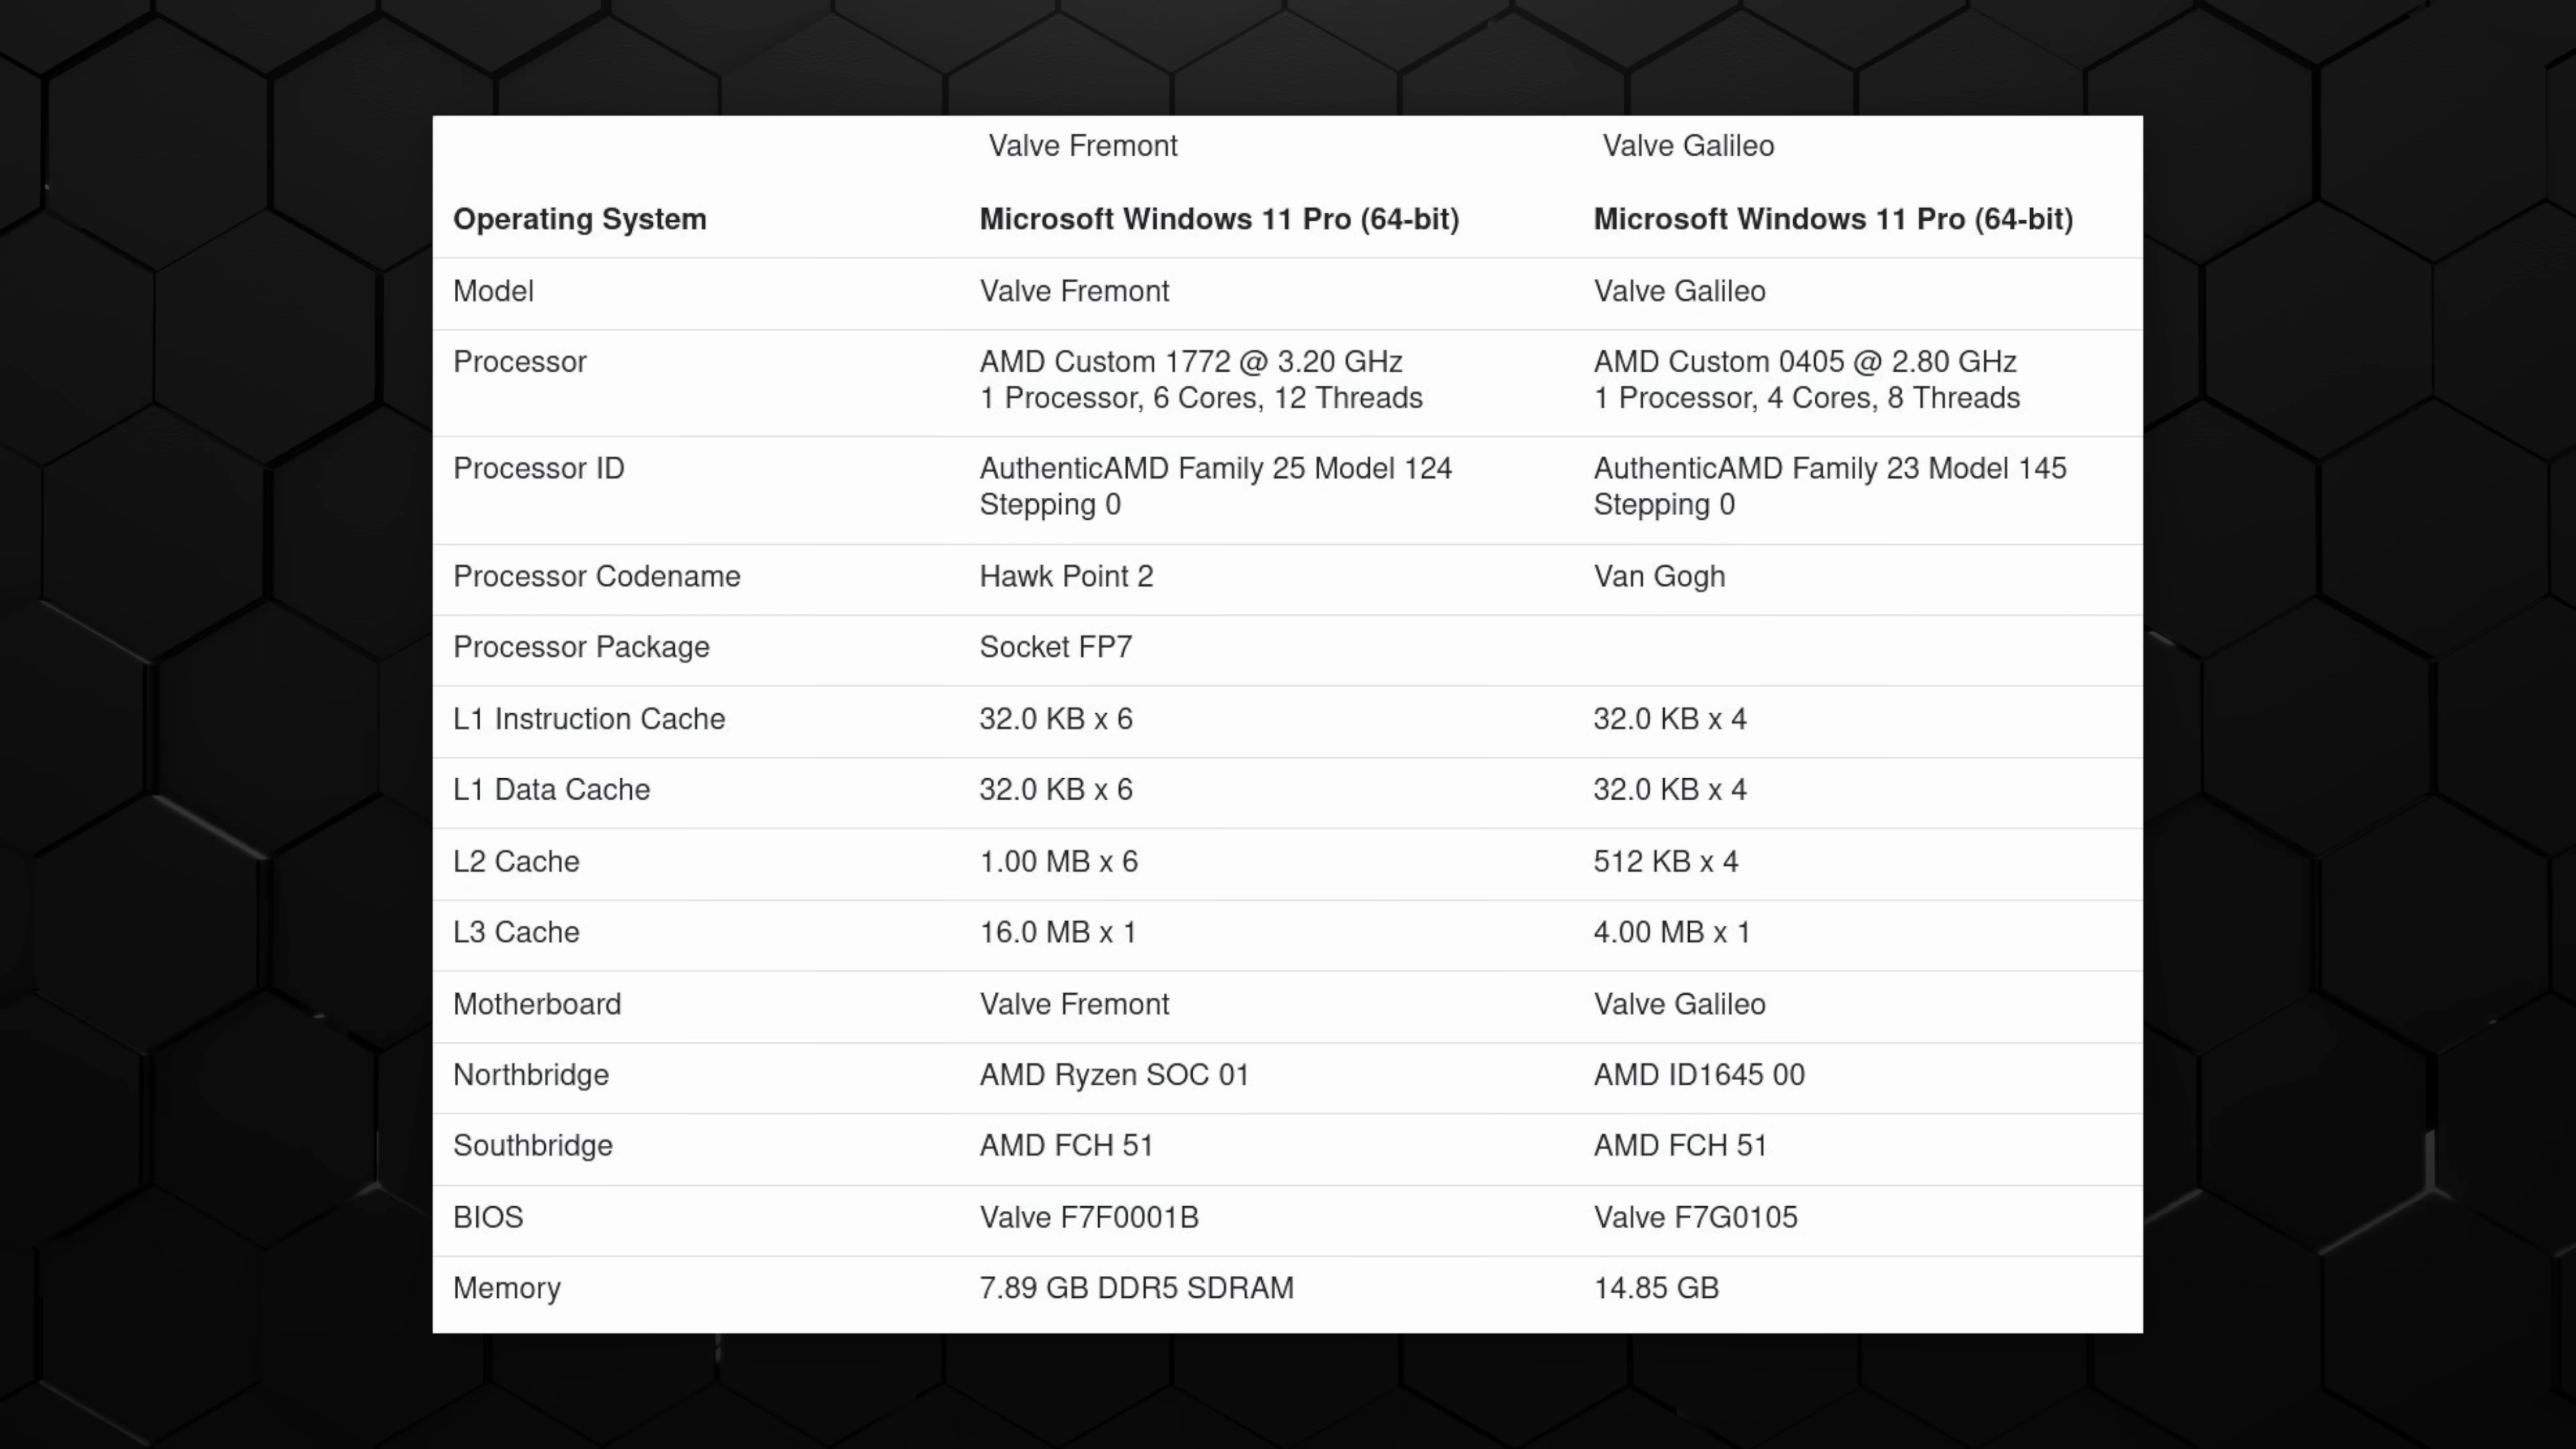 Valve Fremont Valve Galileo
Operating System Microsoft Windows 11 Pro (64-bit) Microsoft Windows 11 Pro (64-bit)
Model Valve Fremont Valve Galileo
Processor AMD Custom 1772 @ 3.20 GHz AMD Custom 0405 @ 2.80 GHz
1 Processor, 6 Cores, 12 Threads 1 Processor, 4 Cores, 8 Threads
Processor ID AuthenticAMD Family 25 Model 124 AuthenticAMD Family 23 Model 145
Stepping 0 Stepping 0
Processor Codename Hawk Point 2 Van Gogh
Processor Package Socket FP7
L1 Instruction Cache 32.0 KB x 6 32.0 KB x 4
L1 Data Cache 32.0 KB x 6 32.0 KB x 4
L2 Cache 1.00 MB x 6 512 KB x 4
L3 Cache 16.0 MB x 1 4.00 MB x 1
Motherboard Valve Fremont Valve Galileo
Northbridge AMD Ryzen SOC 01 AMD ID1645 00
Southbridge AMD FCH 51 AMD FCH 51
BIOS Valve F7F0001B Valve F7G0105
Memory 7.89 GB DDR5 SDRAM 14.85 GB